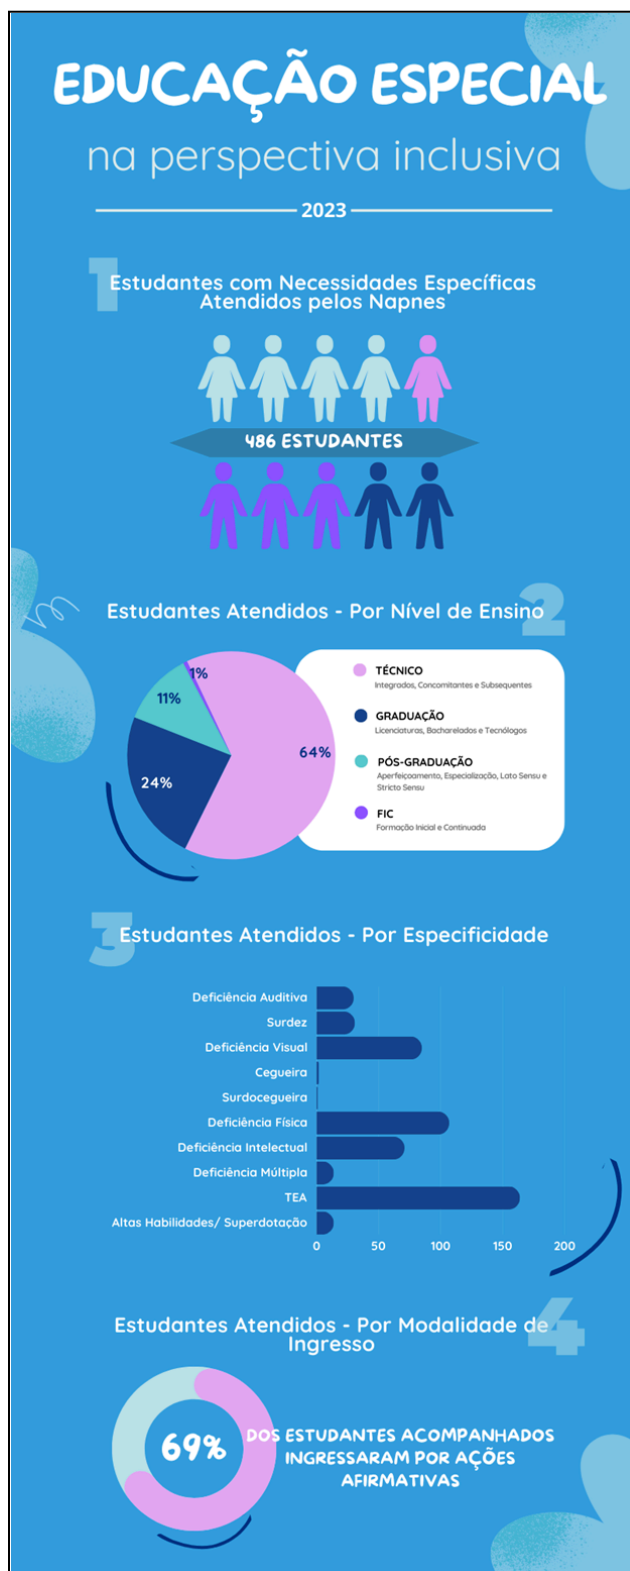 EDUCAÇÃO ESPECIAL
na perspectiva inclusiva
2023
1
Estudantes com Necessidades Específicas
Atendidos pelos Napnes
486 ESTUDANTES
2
Estudantes Atendidos - Por Nível de Ensino
1%
11%
64%
24%
TÉCNICO
Integrados, Concomitantes e Subsequentes
GRADUAÇÃO
Licenciaturas, Bacharelados e Tecnólogos
PÓS-GRADUAÇÃO
Aperfeiçoamento, Especialização, Lato Sensu e
Stricto Sensu
FIC
Formação Inicial e Continuada
3
Estudantes Atendidos - Por Especificidade
Deficiência Auditiva
Surdez
Deficiência Visual
Cegueira
Surdocegueira
Deficiência Física
Deficiência Intelectual
Deficiência Múltipla
TEA
Altas Habilidades/ Superdotação
0 50 100 150 200
4
Estudantes Atendidos - Por Modalidade de
Ingresso
69%
DOS ESTUDANTES ACOMPANHADOS
INGRESSARAM POR AÇÕES
AFIRMATIVAS